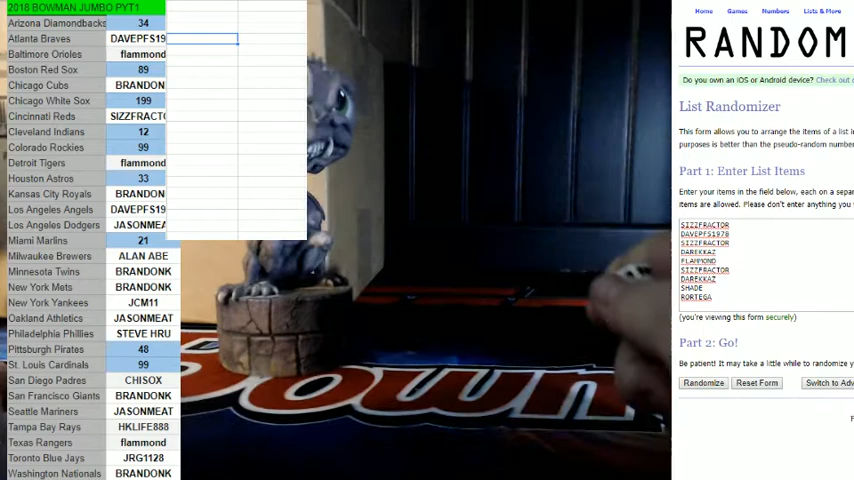 2018 BOWMAN JUMBO PYT1
Arizona Diamondbacks 34
Atlanta Braves DAVEPFS19
Baltimore Orioles flammond
Boston Red Sox 89
Chicago Cubs BRANDON
Chicago White Sox 199
Cincinnati Reds SIZZFRACT
Cleveland Indians 12
Colorado Rockies 99
Detroit Tigers flammond
Houston Astros 33
Kansas City Royals BRANDON
Los Angeles Angels DAVEPFS19
Los Angeles Dodgers JASONMEAT
Miami Marlins 21
Milwaukee Brewers ALAN ABE
Minnesota Twins BRANDONK
New York Mets BRANDONK
New York Yankees JCM11
Oakland Athletics JASONMEAT
Philadelphia Phillies STEVE HRU
Pittsburgh Pirates 48
St. Louis Cardinals 99
San Diego Padres CHISOX
San Francisco Giants BRANDONK
Seattle Mariners JASONMEAT
Tampa Bay Rays HKLIFE888
Texas Rangers flammond
Toronto Blue Jays JRG1128
Washington Nationals BRANDONK
Home Games Numbers Lists & More
RANDOM
Do you own an iOS or Android device? Check out
List Randomizer
This form allows you to arrange the items of a list in
purposes is better than the pseudo-random number
Part 1: Enter List Items
Enter your items in the field below, each on a separ
items are allowed. Please don't enter anything you
SIZZFRACTOR
DAVEPFS1978
SIZZFRACTOR
DAREKKAZ
FLAMMOND
SIZZFRACTOR
DAREKKAZ
SHADE
RORTEGA
(you're viewing this form securely)
Part 2: Go!
Be patient! It may take a little while to randomize y
Randomize Reset Form Switch to Adv